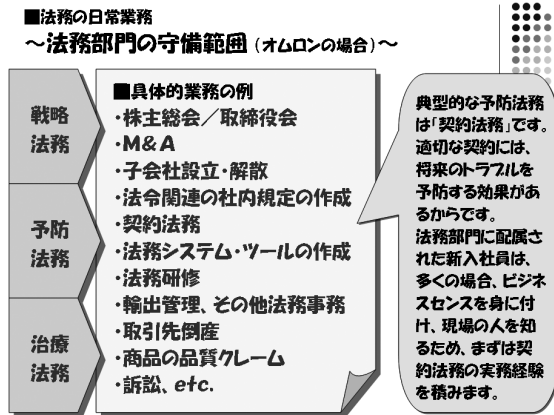 ■法務の日常業務
～法務部門の守備範囲（オムロンの場合）～
戦略
法務
予防
法務
治療
法務
■具体的業務の例
・株主総会／取締役会
・M&A
・子会社設立・解散
・法令関連の社内規定の作成
・契約法務
・法務システム・ツールの作成
・法務研修
・輸出管理、その他法務事務
・取引先倒産
・商品の品質クレーム
・訴訟、etc.
典型的な予防法務
は「契約法務」です。
適切な契約には、
将来のトラブルを
予防する効果があ
るからです。
法務部門に配属さ
れた新入社員は、
多くの場合、ビジネ
スセンスを身に付
け、現場の人を知
るため、まずは契
約法務の実務経験
を積みます。